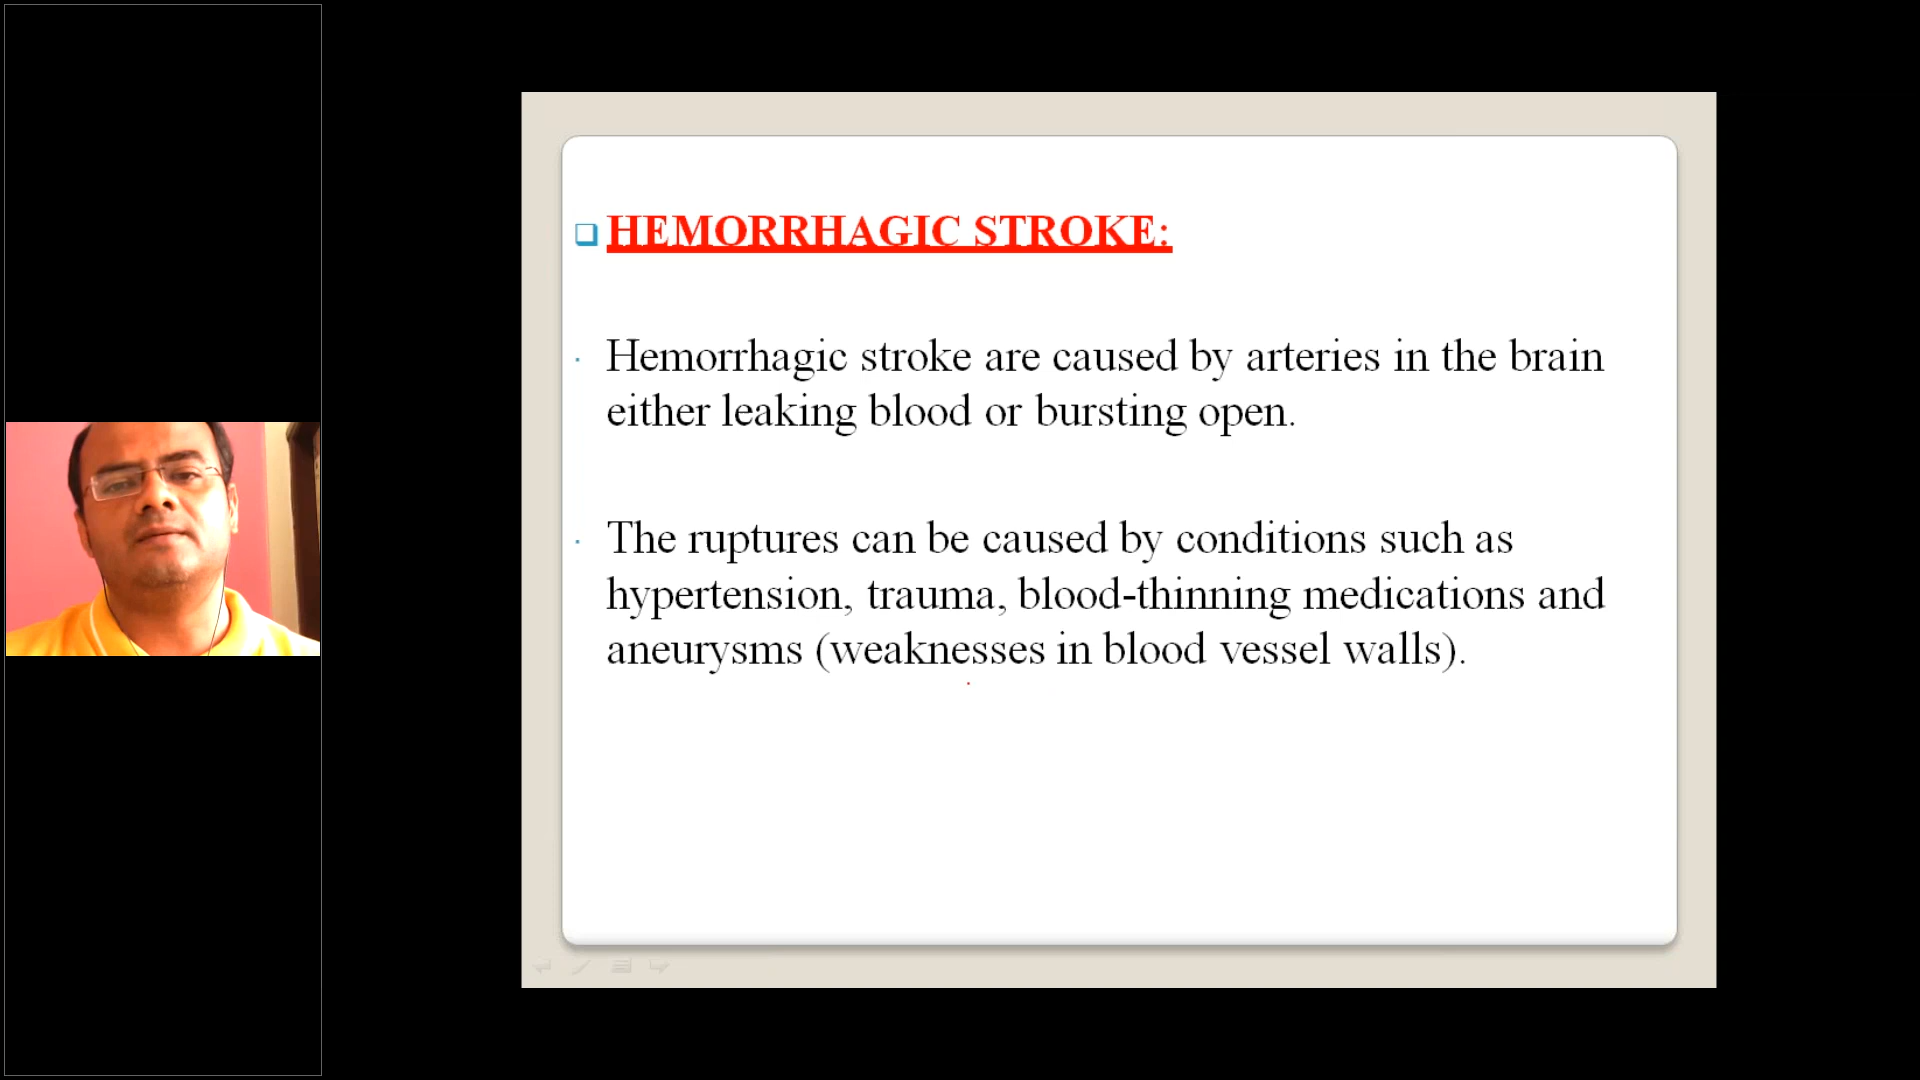 HEMORRHAGIC STROKE:
Hemorrhagic stroke are caused by arteries in the brain
either leaking blood or bursting open.
The ruptures can be caused by conditions such as
hypertension, trauma, blood-thinning medications and
aneurysms (weaknesses in blood vessel walls).